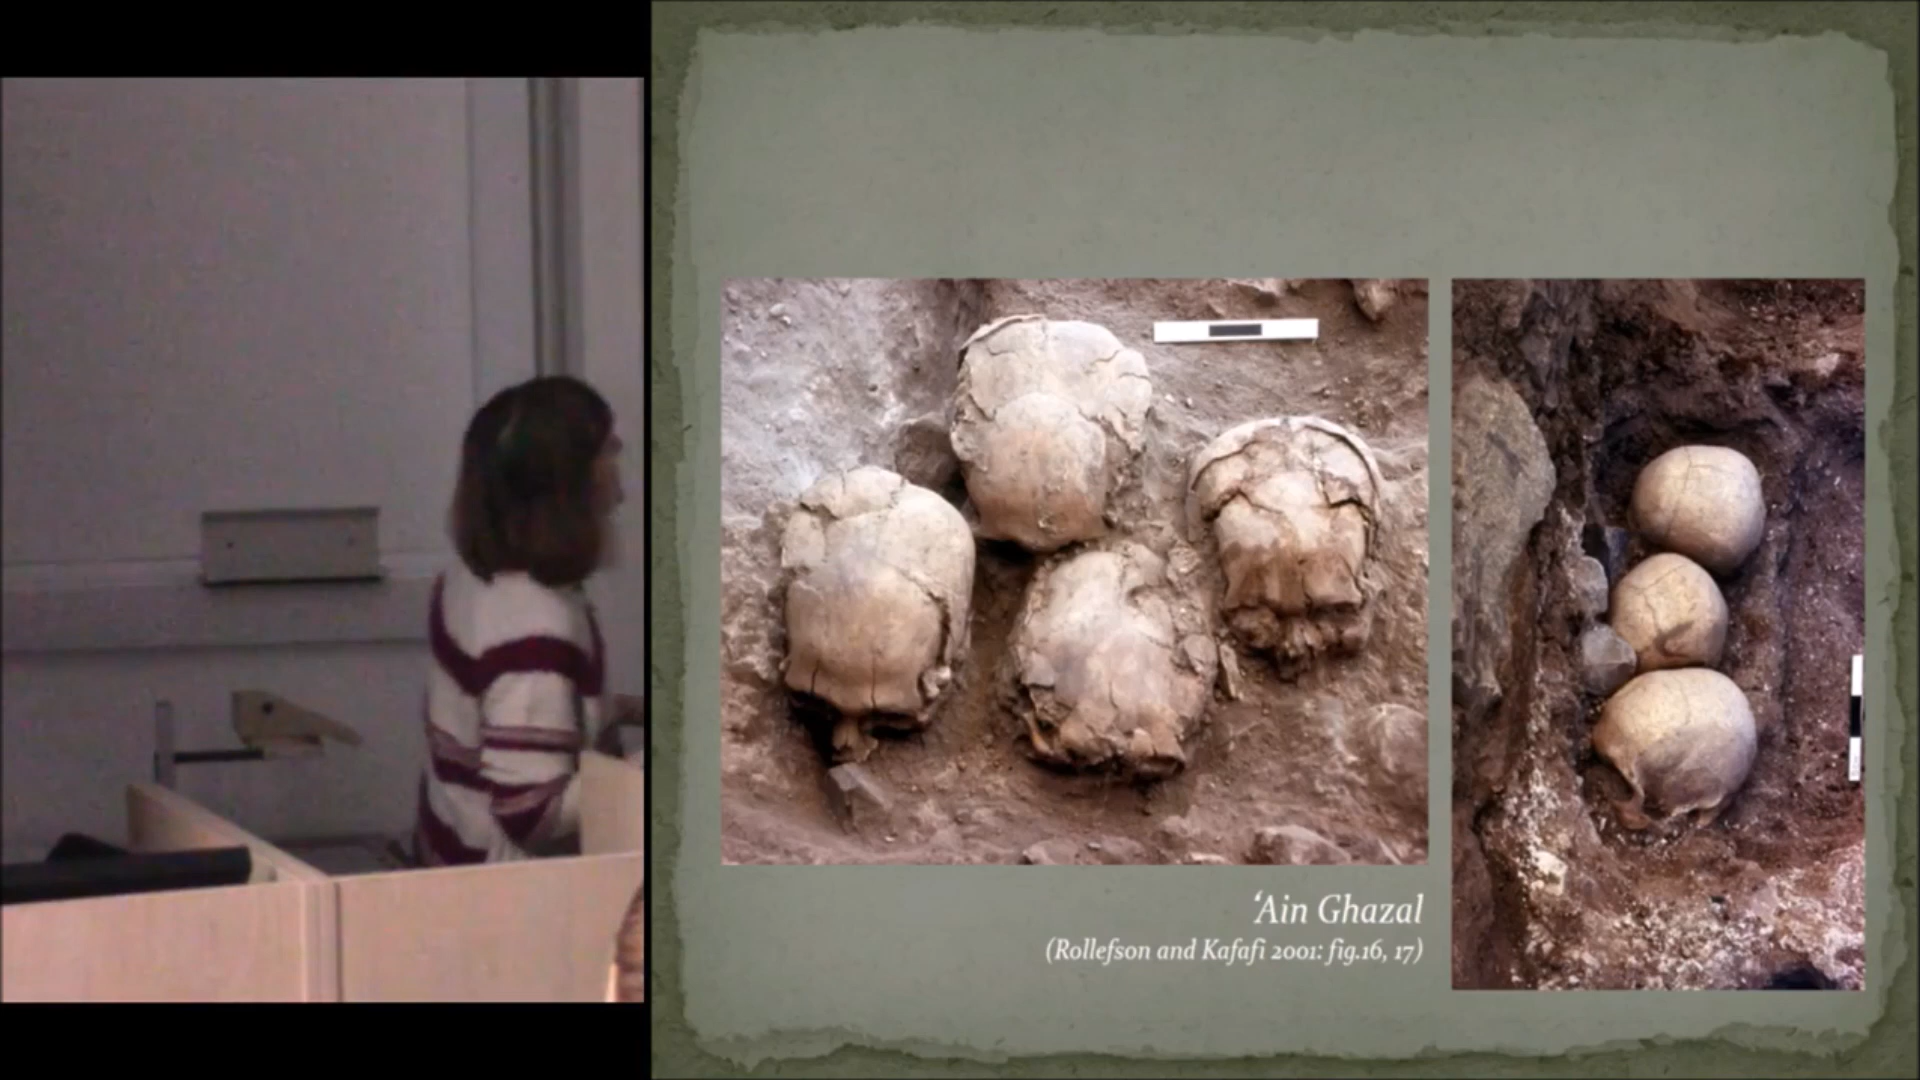 ‘Ain Ghazal
(Rollefson and Kafafi 2001: fig.16, 17)